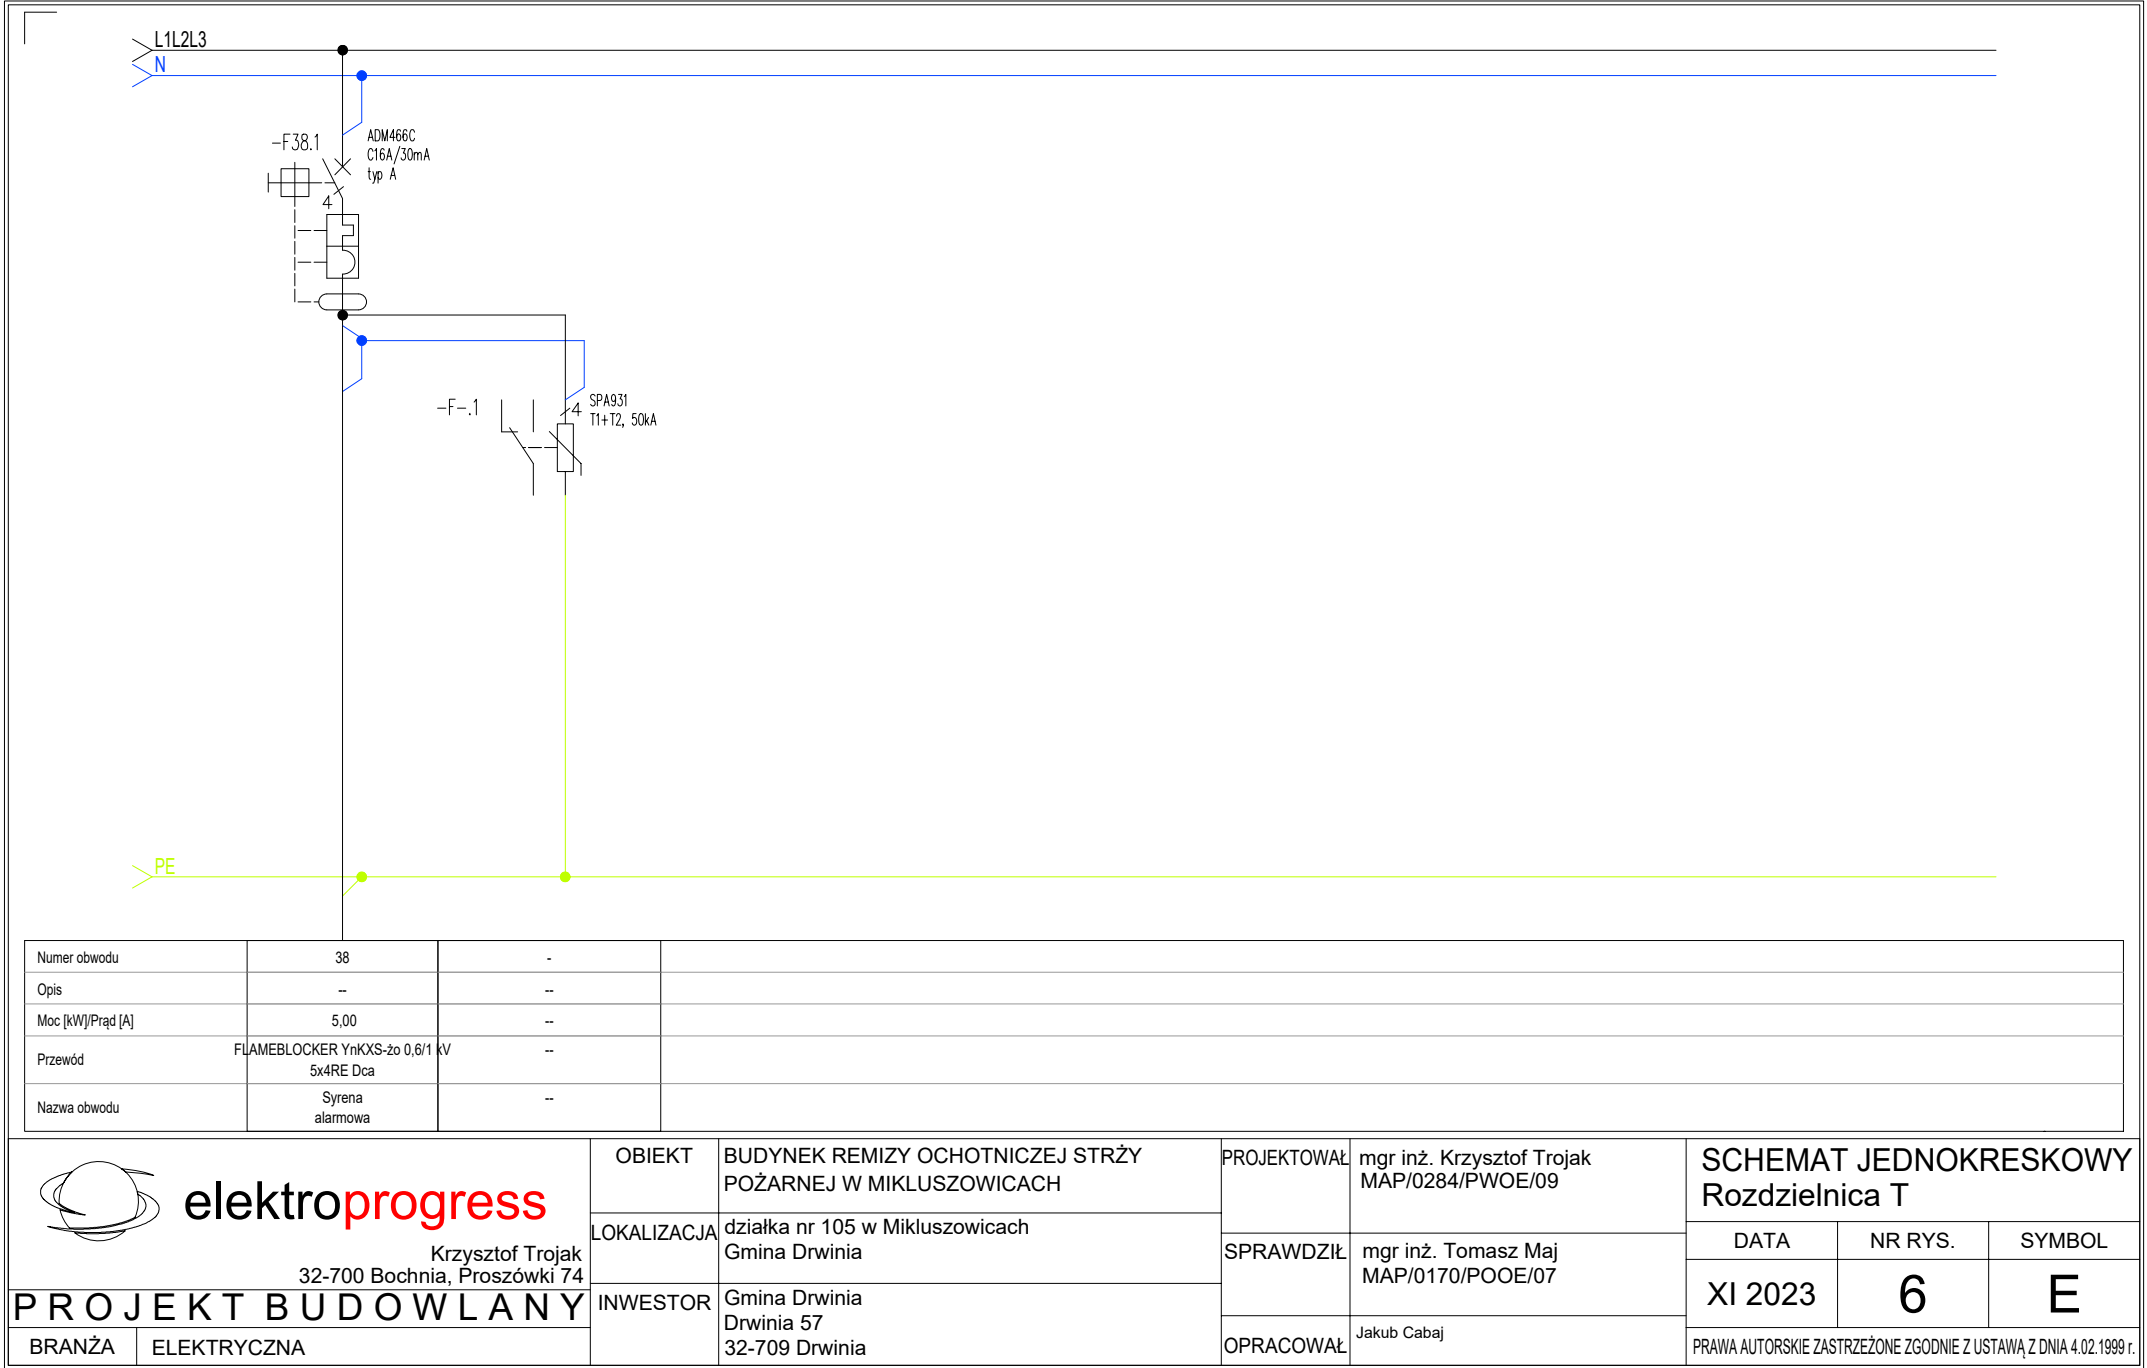 L1L2L3
N
-F38.1
ADM466C
C16A/30mA
typ A
4
-F-.1
4
SPA931
T1+T2, 50kA
PE
Numer obwodu 38 -
Opis -- --
Moc [kW]/Prąd [A] 5,00 --
Przewód FLAMEBLOCKER YnKXS-żo 0,6/1 kV --
5x4RE Dca
Nazwa obwodu Syrena --
alarmowa
elektroprogress
Krzysztof Trojak
32-700 Bochnia, Proszówki 74
PROJEKT BUDOWLANY
BRANŻA ELEKTRYCZNA
OBIEKT BUDYNEK REMIZY OCHOTNICZEJ STRŻY
POŻARNEJ W MIKLUSZOWICACH
LOKALIZACJA działka nr 105 w Mikluszowicach
Gmina Drwinia
INWESTOR Gmina Drwinia
Drwinia 57
32-709 Drwinia
PROJEKTOWAŁ mgr inż. Krzysztof Trojak
MAP/0284/PWOE/09
SPRAWDZIŁ mgr inż. Tomasz Maj
MAP/0170/POOE/07
OPRACOWAŁ Jakub Cabaj
SCHEMAT JEDNOKRESKOWY
Rozdzielnica T
DATA NR RYS. SYMBOL
XI 2023 6 E
PRAWA AUTORSKIE ZASTRZEŻONE ZGODNIE Z USTAWĄ Z DNIA 4.02.1999 r.